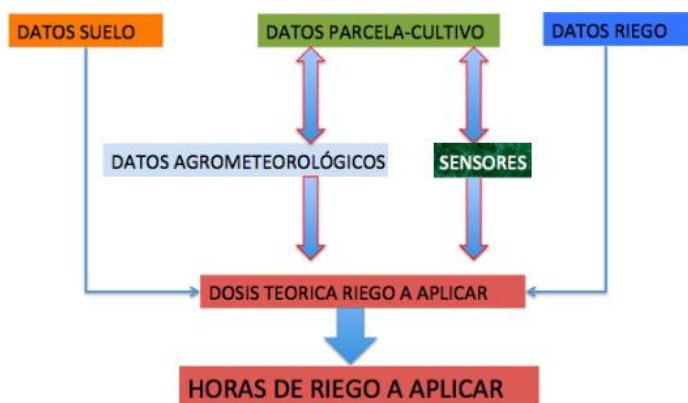 DATOS SUELO
DATOS PARCELA-CULTIVO
DATOS RIEGO
DATOS AGROMETEOROLÓGICOS
SENSORES
DOSIS TEORICA RIEGO A APLICAR
HORAS DE RIEGO A APLICAR